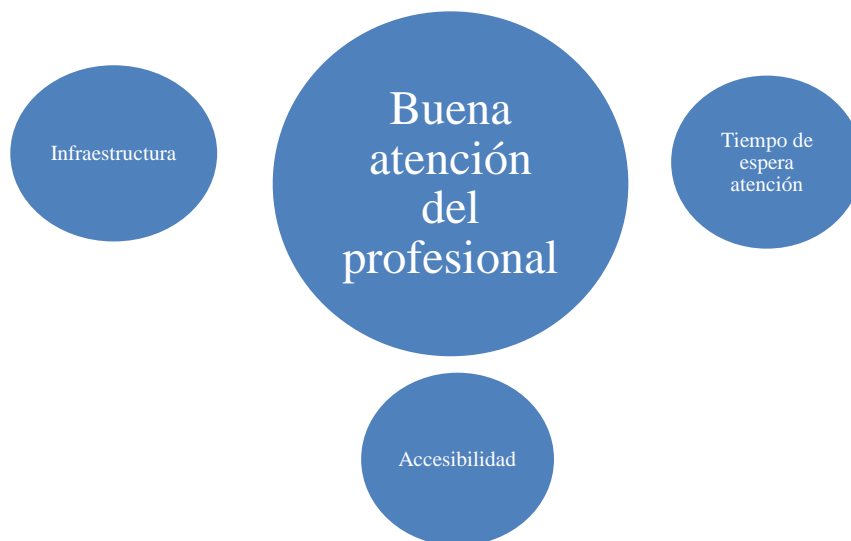 Infraestructura
Buena
atención
del
profesional
Tiempo de
espera
atención
Accesibilidad